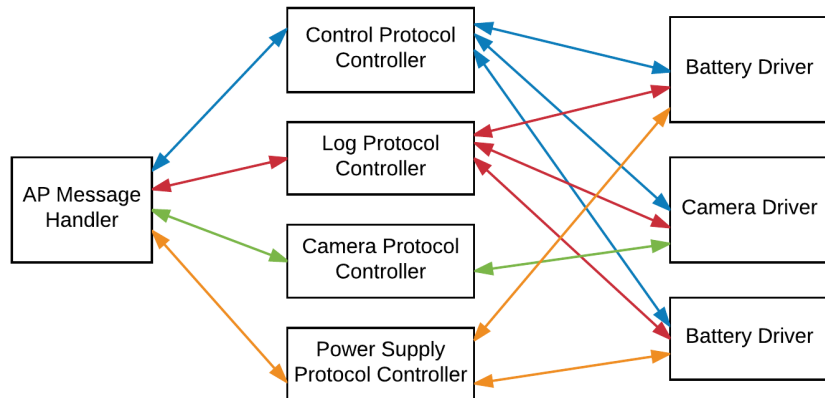 AP Message
Handler
Control Protocol
Controller
Log Protocol
Controller
Camera Protocol
Controller
Power Supply
Protocol Controller
Battery Driver
Camera Driver
Battery Driver